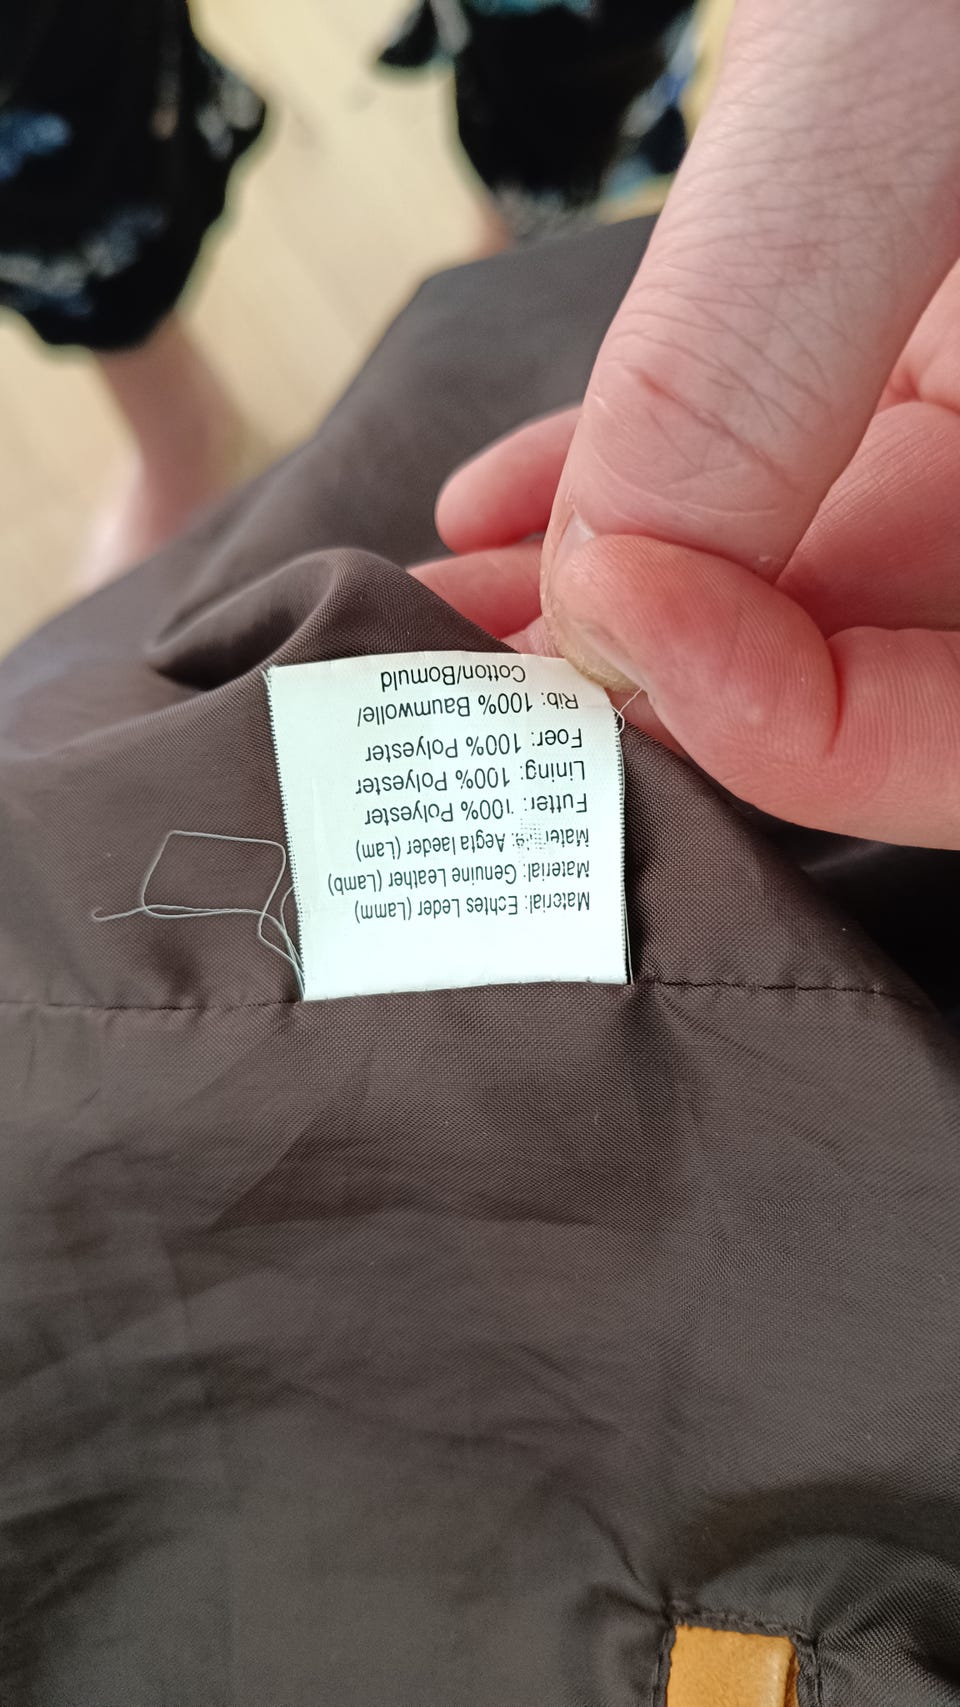 Material: Echtes Leder (Lamm)
Material: Genuine Leather (Lamb)
Aegta laeder (Lam)
Futter: 100% Polyester
Lining: 100% Polyester
Foer: 100% Polyester
Rib: 100% Baumwolle/
Cotton/Bomuld